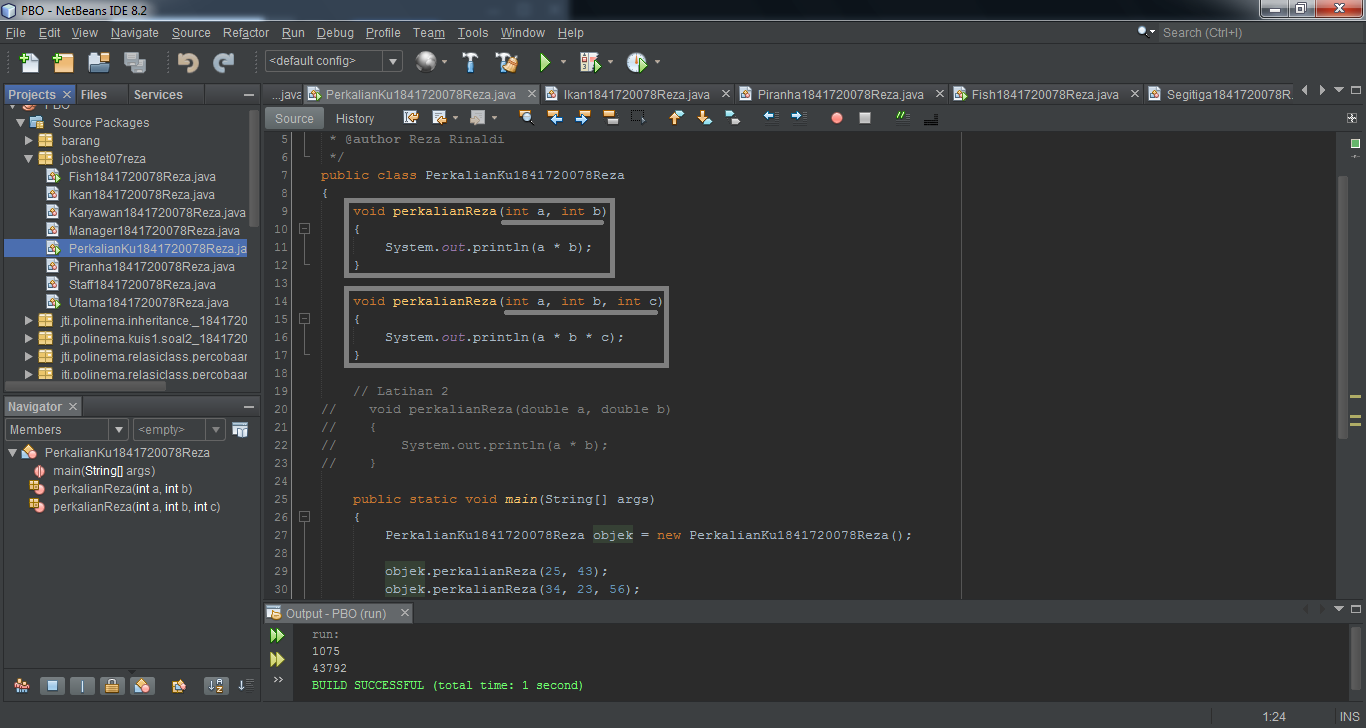 PBO - NetBeans IDE 8.2
File Edit View Navigate Source Refactor Run Debug Profile Team Tools Window Help
Search (Ctrl+I)
<default config>
Projects Files Services
PBO
Source Packages
barang
jobsheet07reza
Fish1841720078Reza.java
Ikan1841720078Reza.java
Karyawan1841720078Reza.java
Manager1841720078Reza.java
PerkalianKu1841720078Reza.ja
Piranha1841720078Reza.java
Staff1841720078Reza.java
Utama1841720078Reza.java
jti.polinema.inheritance._184172
jti.polinema.kuis1.soal2_184172
jti.polinema.relasiclass.percobaar
jti.polinema.relasiclass.percobaar
Navigator
Members <empty>
PerkalianKu1841720078Reza
main(String[] args)
perkalianReza(int a, int b)
perkalianReza(int a, int b, int c)
...java PerkalianKu1841720078Reza.java Ikan1841720078Reza.java Piranha1841720078Reza.java Fish1841720078Reza.java Segitiga1841720078R.
Source History
5 * @author Reza Rinaldi
6 */
7 public class PerkalianKu1841720078Reza
8 {
9 void perkalianReza(int a, int b)
10 {
11 System.out.println(a * b);
12 }
13
14 void perkalianReza(int a, int b, int c)
15 {
16 System.out.println(a * b * c);
17 }
18
19 // Latihan 2
20 // void perkalianReza(double a, double b)
21 // {
22 // System.out.println(a * b);
23 // }
24
25 public static void main(String[] args)
26 {
27 PerkalianKu1841720078Reza objek = new PerkalianKu1841720078Reza();
28
29 objek.perkalianReza(25, 43);
30 objek.perkalianReza(34, 23, 56);
Output - PBO (run)
run:
1075
43792
BUILD SUCCESSFUL (total time: 1 second)
1:24 INS